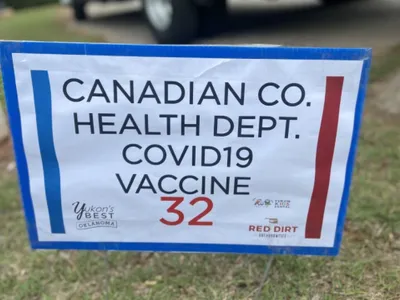 CANADIAN CO.
HEALTH DEPT.
COVID19
VACCINE
32
Yukon's
BEST
OKLAHOMA
RED DIRT